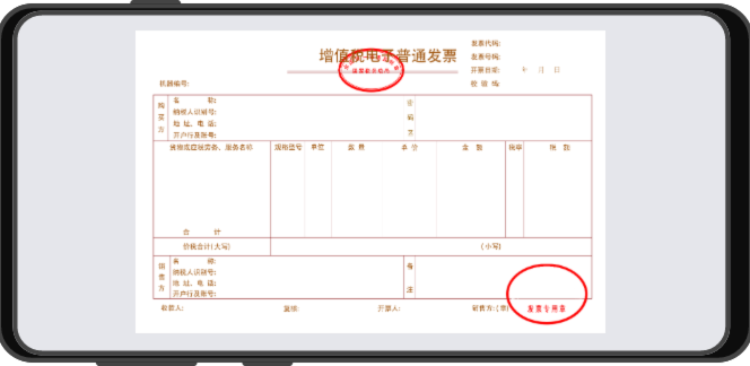 增值税电子普通发票
发票代码:
发票号码:
开票日期: 年 月 日
机器编号:
校 验 码:
购买方
名 称:
纳税人识别号:
地 址、电 话:
开户行及账号:
密码方
货物或应税劳务、服务名称 规格型号 单位 数 量 单 价 金 额 税率 税 额
合 计
价税合计(大写) (小写)
销售方
名 称:
纳税人识别号:
地 址、电 话:
开户行及账号:
备注
收款人: 复核: 开票人: 销售方:(章)
发票专用章